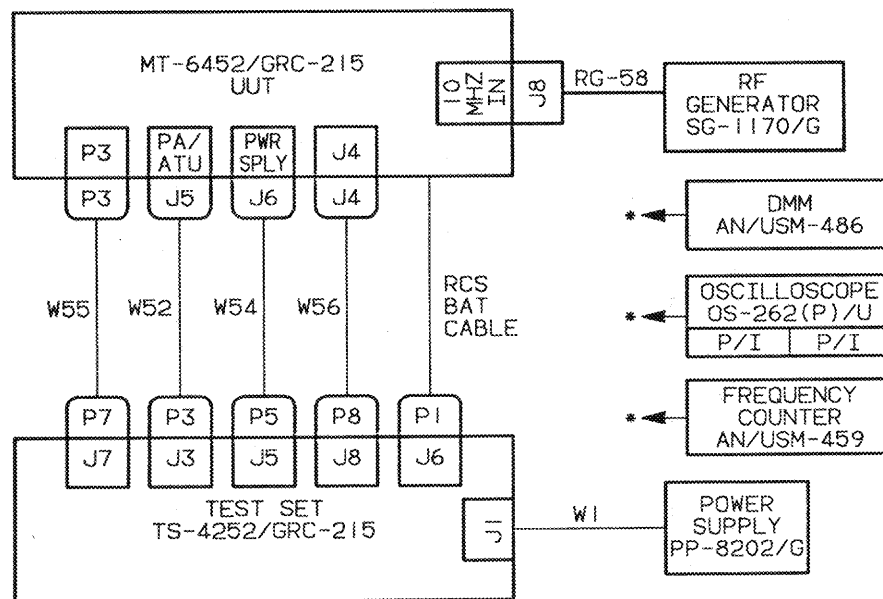 MT-6452/GRC-215
UUT
10
MHZ
IN
J8
RG-58
RF
GENERATOR
SG-1170/G
P3
PA/
ATU
PWR
SPLY
J4
P3
J5
J6
J4
DMM
AN/USM-486
*
W55
W52
W54
W56
RCS
BAT
CABLE
OSCILLOSCOPE
OS-262(P)/U
P/I
P/I
*
FREQUENCY
COUNTER
AN/USM-459
*
P7
P3
P5
P8
P1
J7
J3
J5
J8
J6
TEST SET
TS-4252/GRC-215
J1
W1
POWER
SUPPLY
PP-8202/G